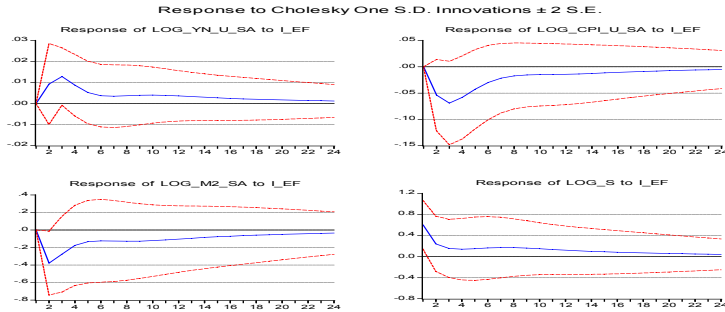 Response to Cholesky One S.D. Innovations ± 2 S.E.
Response of LOG_YN_U_SA to I_EF
.03
.02
.01
.00
-.01
-.02
2 4 6 8 10 12 14 16 18 20 22 24
Response of LOG_CPI_U_SA to I_EF
.05
.00
-.05
-.10
-.15
2 4 6 8 10 12 14 16 18 20 22 24
Response of LOG_M2_SA to I_EF
.4
.2
.0
-.2
-.4
-.6
-.8
2 4 6 8 10 12 14 16 18 20 22 24
Response of LOG_S to I_EF
1.2
0.8
0.4
0.0
-0.4
-0.8
2 4 6 8 10 12 14 16 18 20 22 24